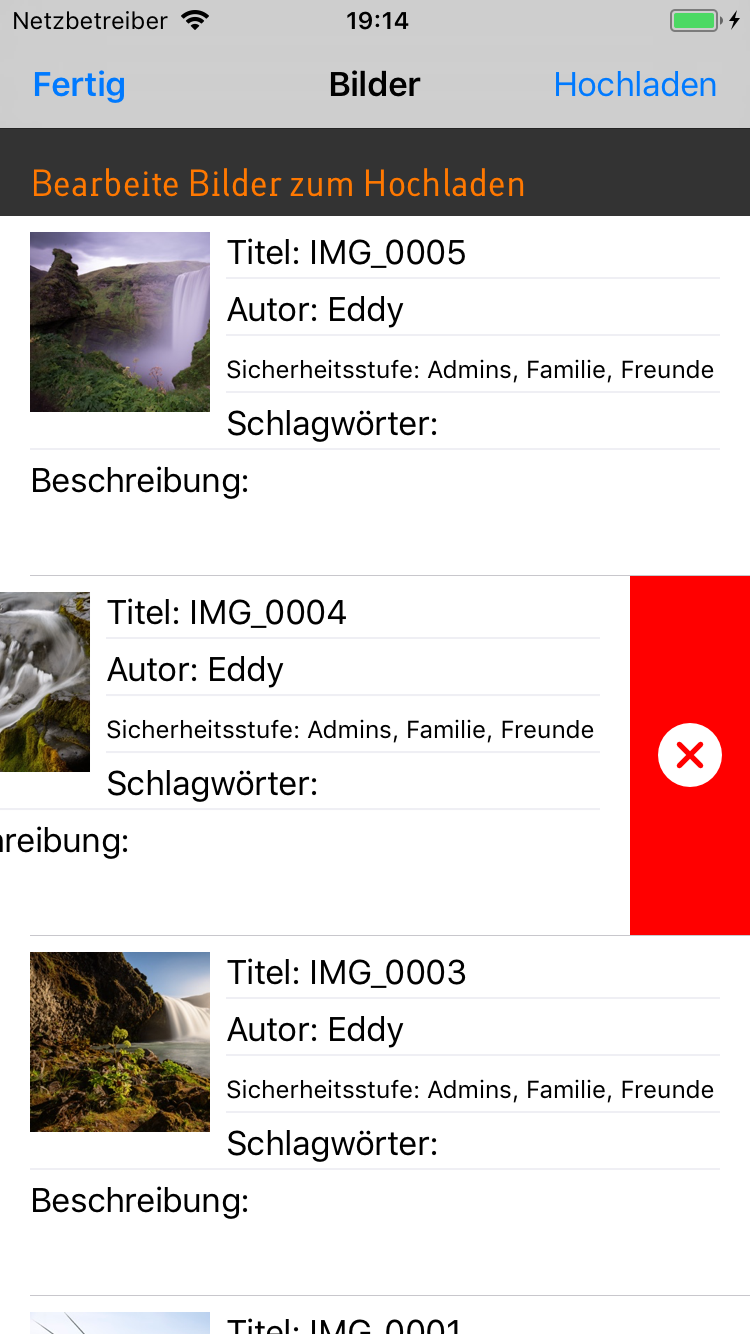 Netzbetreiber 19:14
Fertig Bilder Hochladen
Bearbeite Bilder zum Hochladen
Titel: IMG_0005
Autor: Eddy
Sicherheitsstufe: Admins, Familie, Freunde
Schlagwörter:
Beschreibung:
Titel: IMG_0004
Autor: Eddy
Sicherheitsstufe: Admins, Familie, Freunde
Schlagwörter:
reibung:
Titel: IMG_0003
Autor: Eddy
Sicherheitsstufe: Admins, Familie, Freunde
Schlagwörter:
Beschreibung:
Titel: IMG_0001